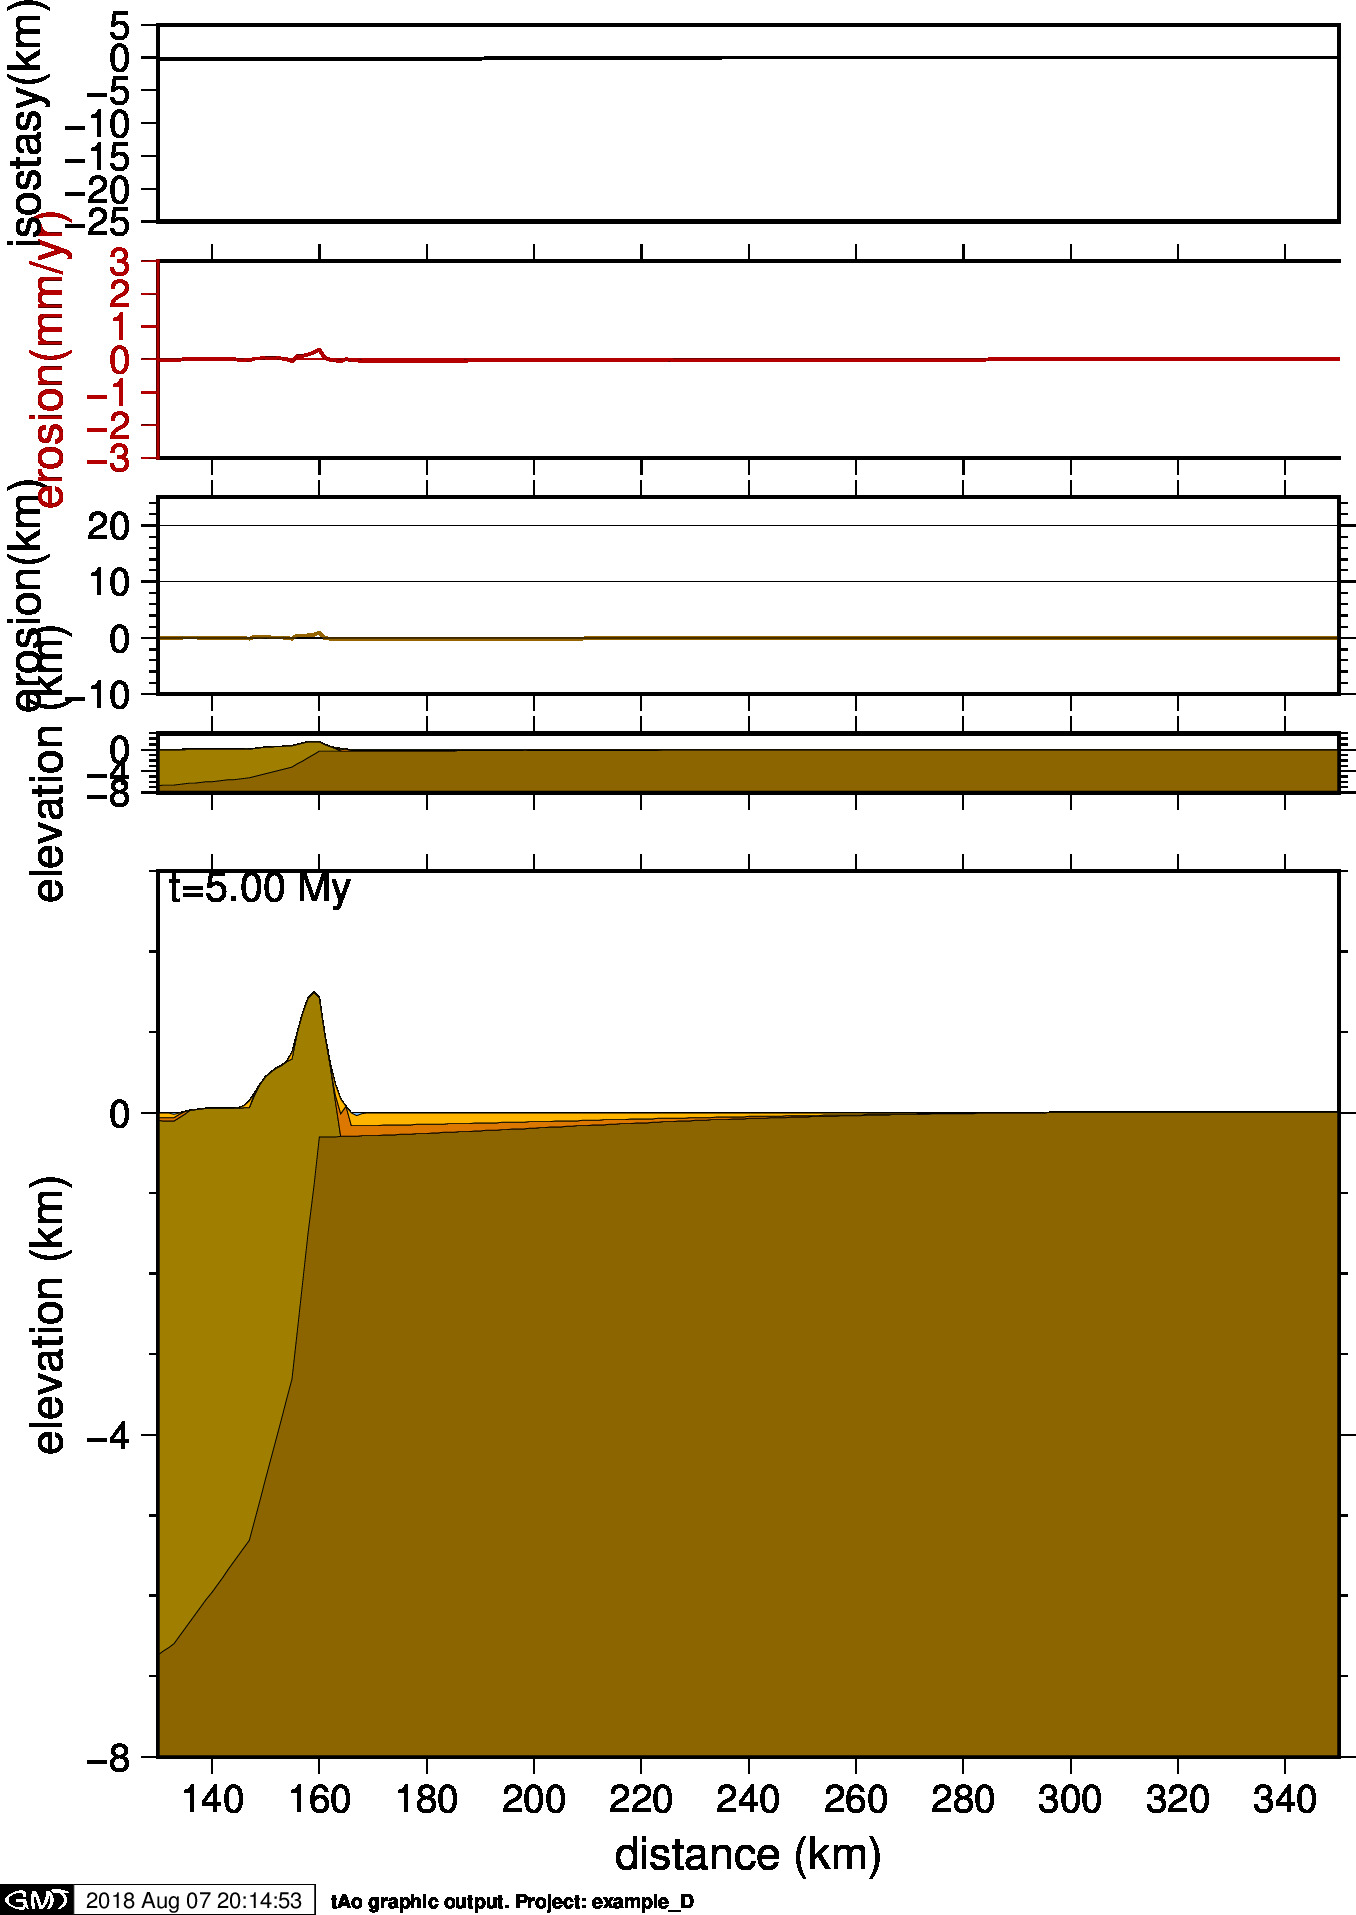 isostasy(km)
5
0
−5
−10
−15
−20
−25
erosion(mm/yr)
3
2
1
0
−1
−2
−3
erosion(km)
20
10
0
−10
elevation (km)
0
−4
−8
t=5.00 My
elevation (km)
0
−4
−8
140 160 180 200 220 240 260 280 300 320 340
distance (km)
GMT 2018 Aug 07 20:14:53 tAo graphic output. Project: example_D